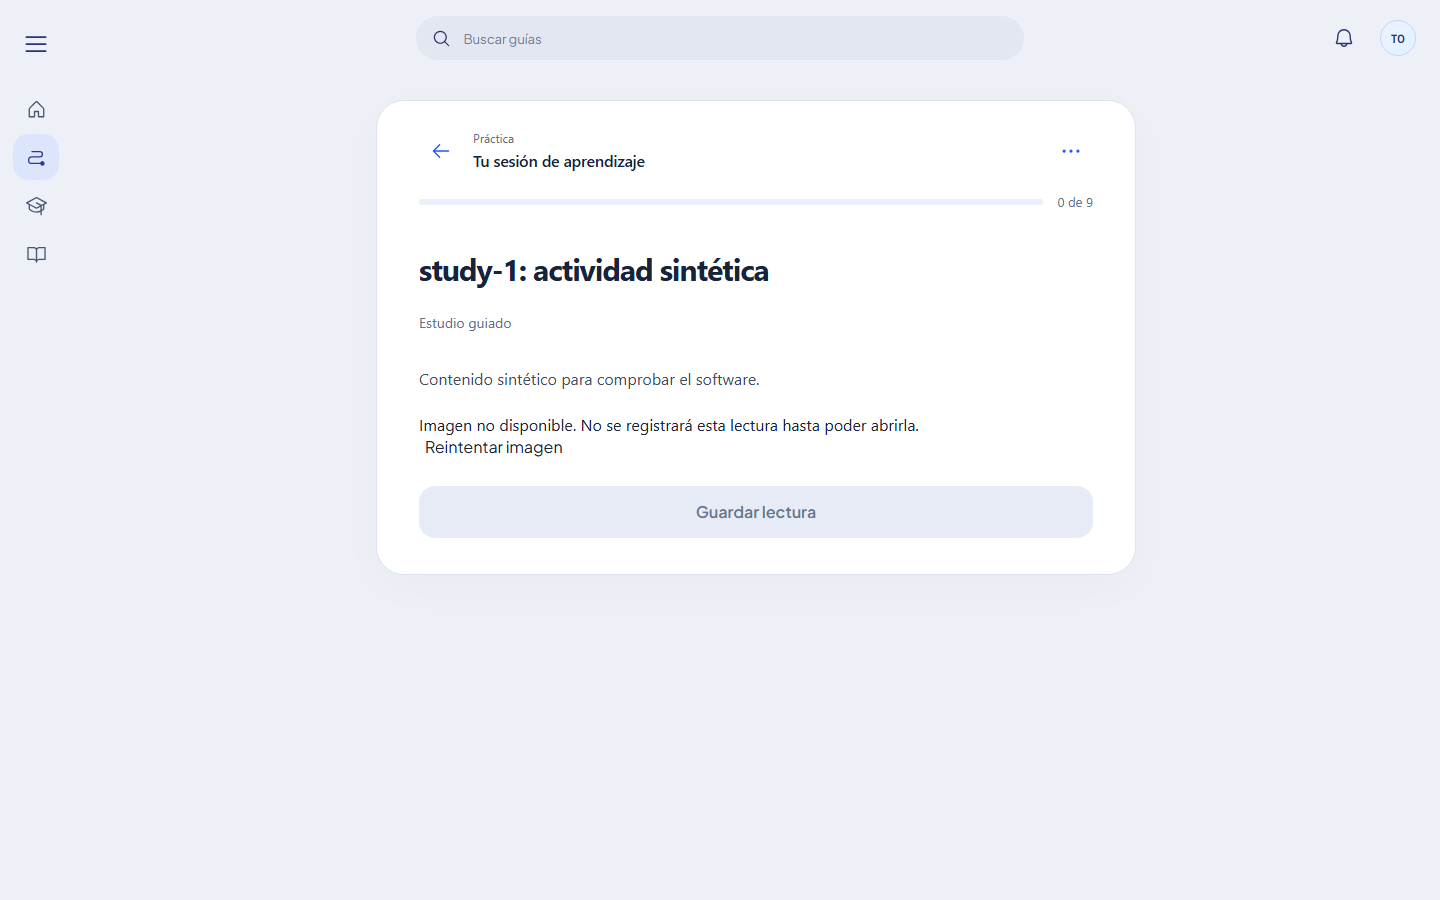 Buscar guías
TO
Práctica
Tu sesión de aprendizaje
0 de 9
study-1: actividad sintética
Estudio guiado
Contenido sintético para comprobar el software.
Imagen no disponible. No se registrará esta lectura hasta poder abrirla.
Reintentar imagen
Guardar lectura